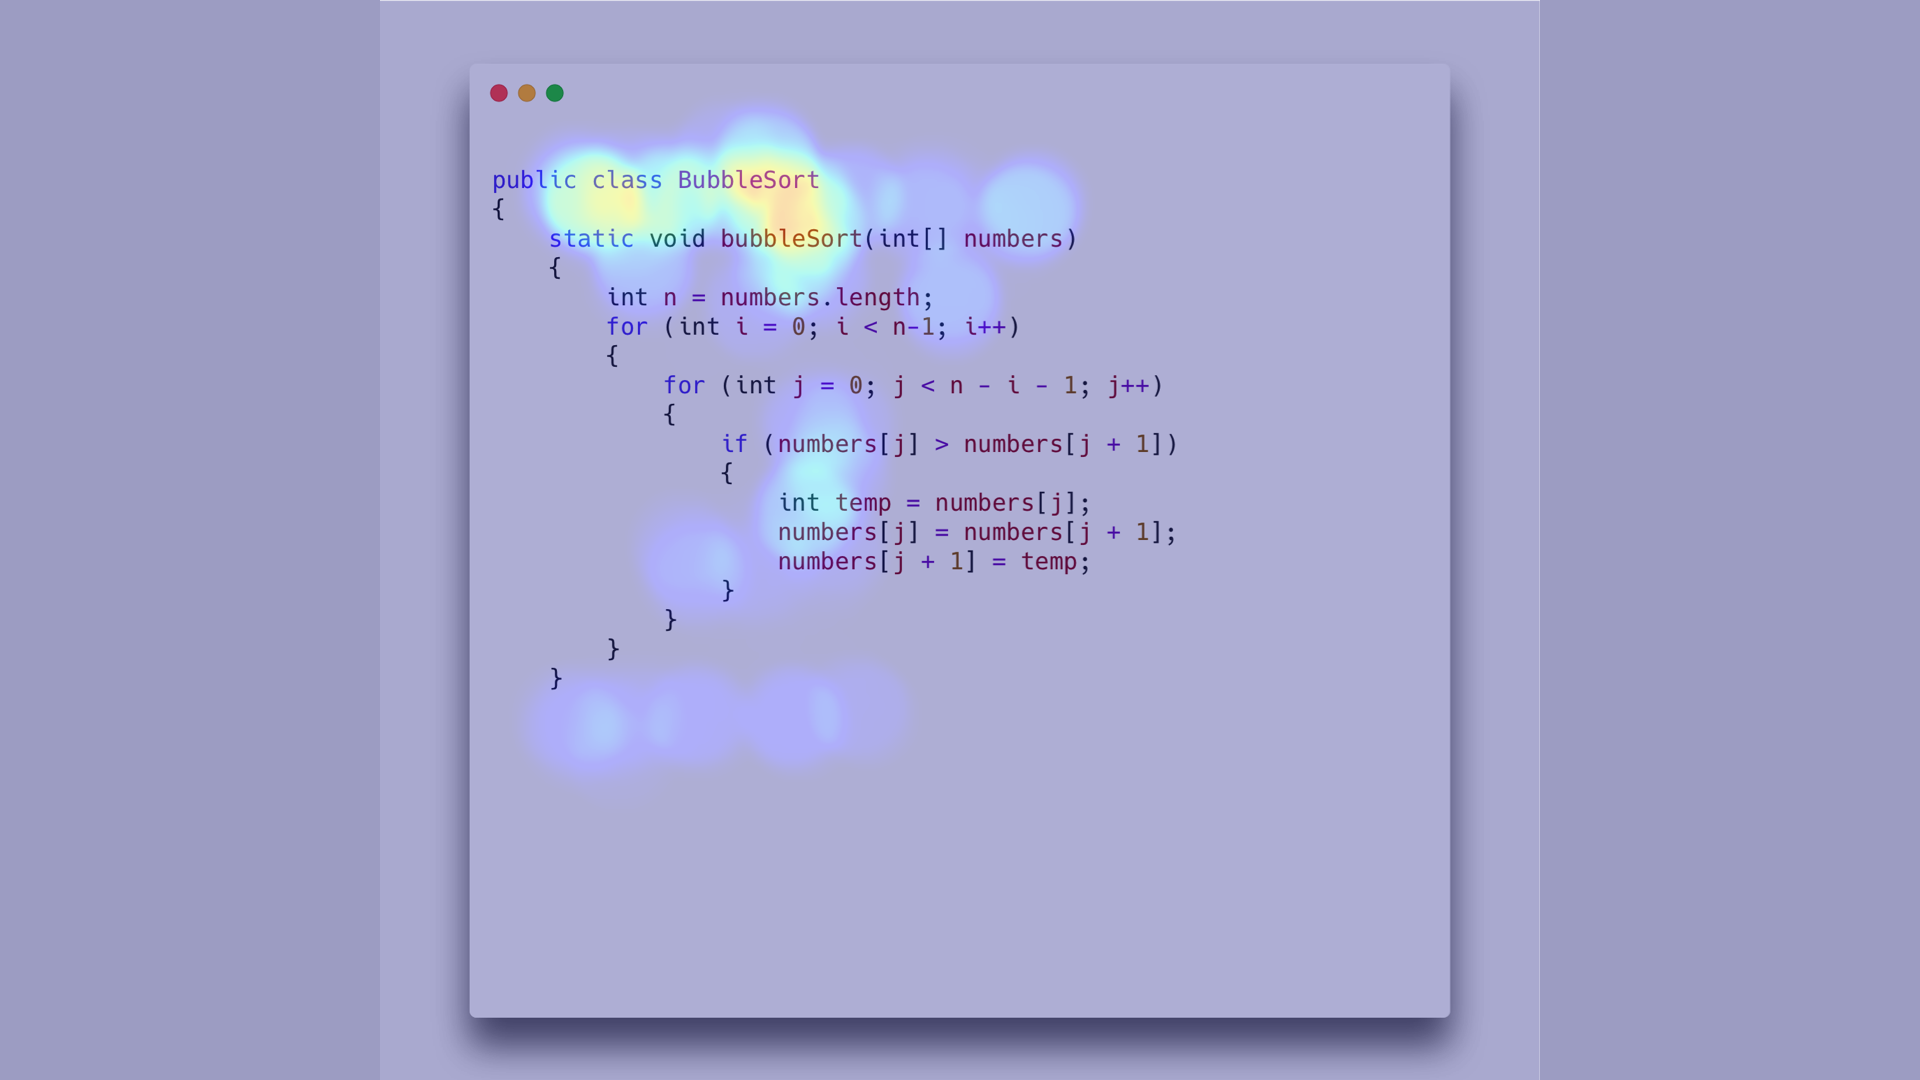 public class BubbleSort
{
    static void bubbleSort(int[] numbers)
    {
        int n = numbers.length;
        for (int i = 0; i < n-1; i++)
        {
            for (int j = 0; j < n - i - 1; j++)
            {
                if (numbers[j] > numbers[j + 1])
                {
                    int temp = numbers[j];
                    numbers[j] = numbers[j + 1];
                    numbers[j + 1] = temp;
                }
            }
        }
    }